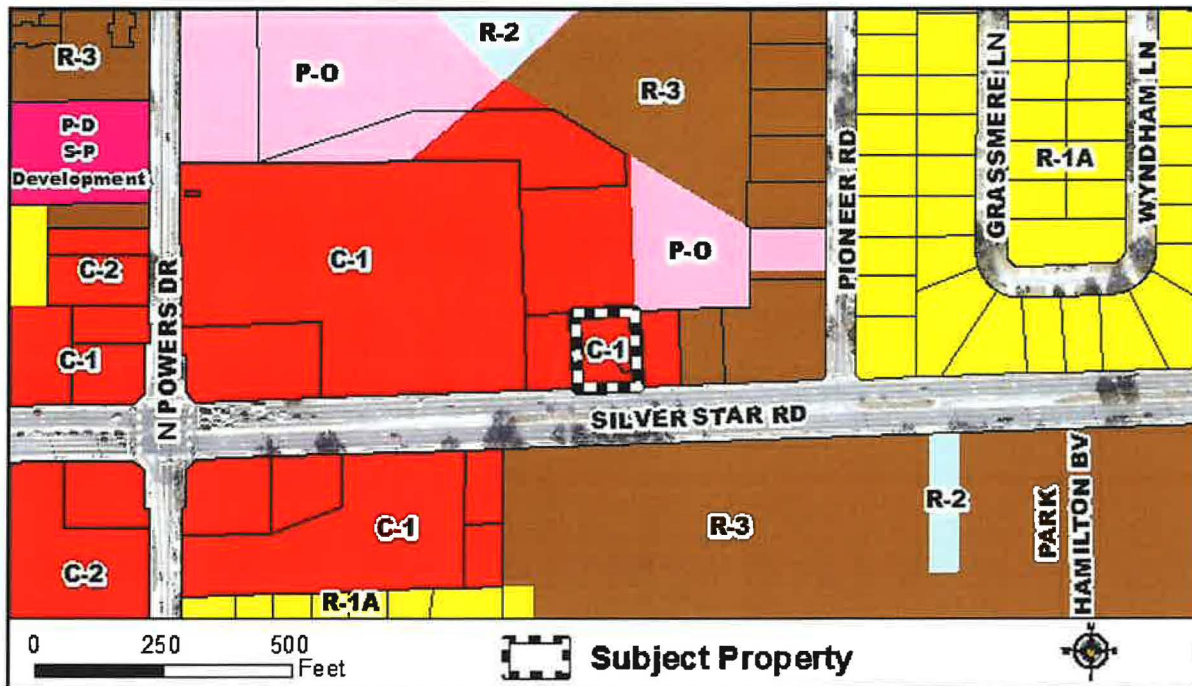 R-2
R-3
P-O
R-3
P-D
S-P
Development
GRASSMERE LN
WYNDHAM LN
R-1A
PIONEER RD
C-2
C-1
P-O
N POWERS DR
C-1
C-1
SILVER STAR RD
C-1
R-3
R-2
PARK
HAMILTON BV
C-2
R-1A
0 250 500
Feet
Subject Property